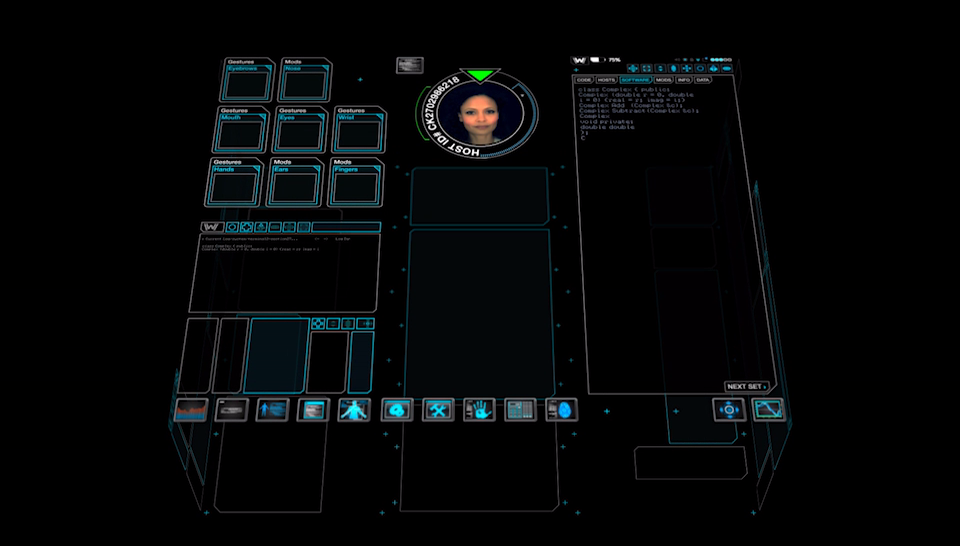 Gestures
Eyebrows
Mods
Nose
Gestures
Mouth
Gestures
Eyes
Gestures
Wrist
Gestures
Hands
Mods
Ears
Mods
Fingers
HOST ID# CK2702986218
W
75%
CODE
HOSTS
SOFTWARE
MODEL
INFO
DATA
class Complex { public:
Complex (double r = 0, double
i = 0) {real = r; imag = i;}
Complex Add (Complex &c);
Complex Subtract(Complex &c);
Complex
void private:
double double
};
C
W
NEXT SET